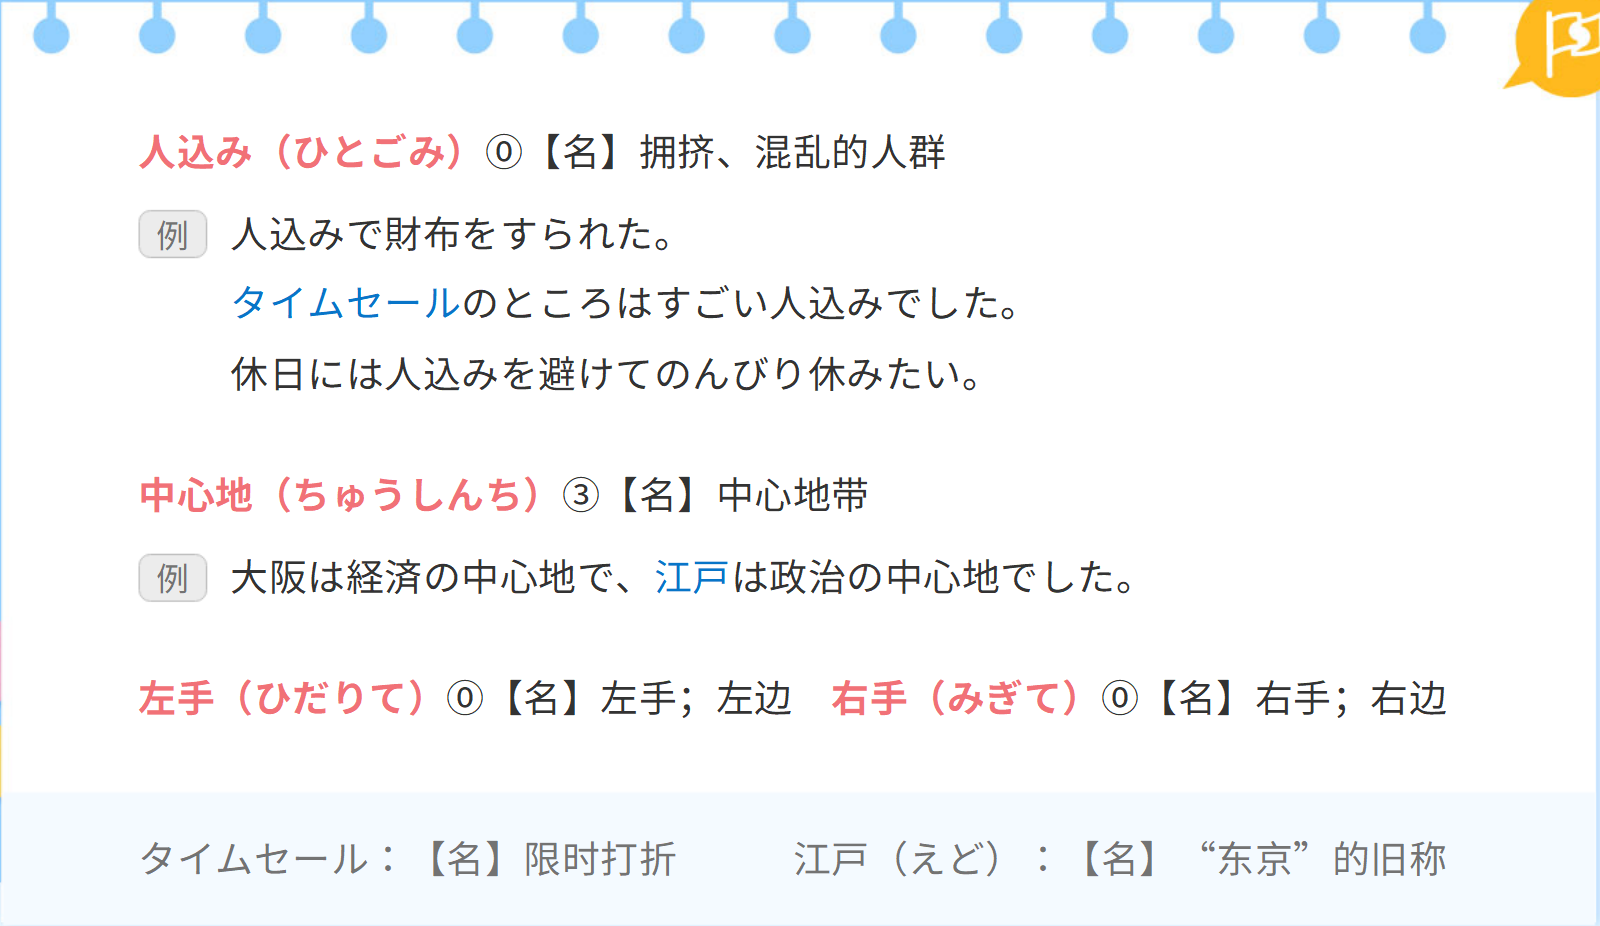 人込み（ひとごみ）⓪【名】拥挤、混乱的人群
例 人込みで財布をすられた。
タイムセールのところはすごい人込みでした。
休日には人込みを避けてのんびり休みたい。
中心地（ちゅうしんち）③【名】中心地带
例 大阪は経済の中心地で、江戸は政治の中心地でした。
左手（ひだりて）⓪【名】左手；左边　右手（みぎて）⓪【名】右手；右边
タイムセール：【名】限时打折　江戸（えど）：【名】“东京”的旧称